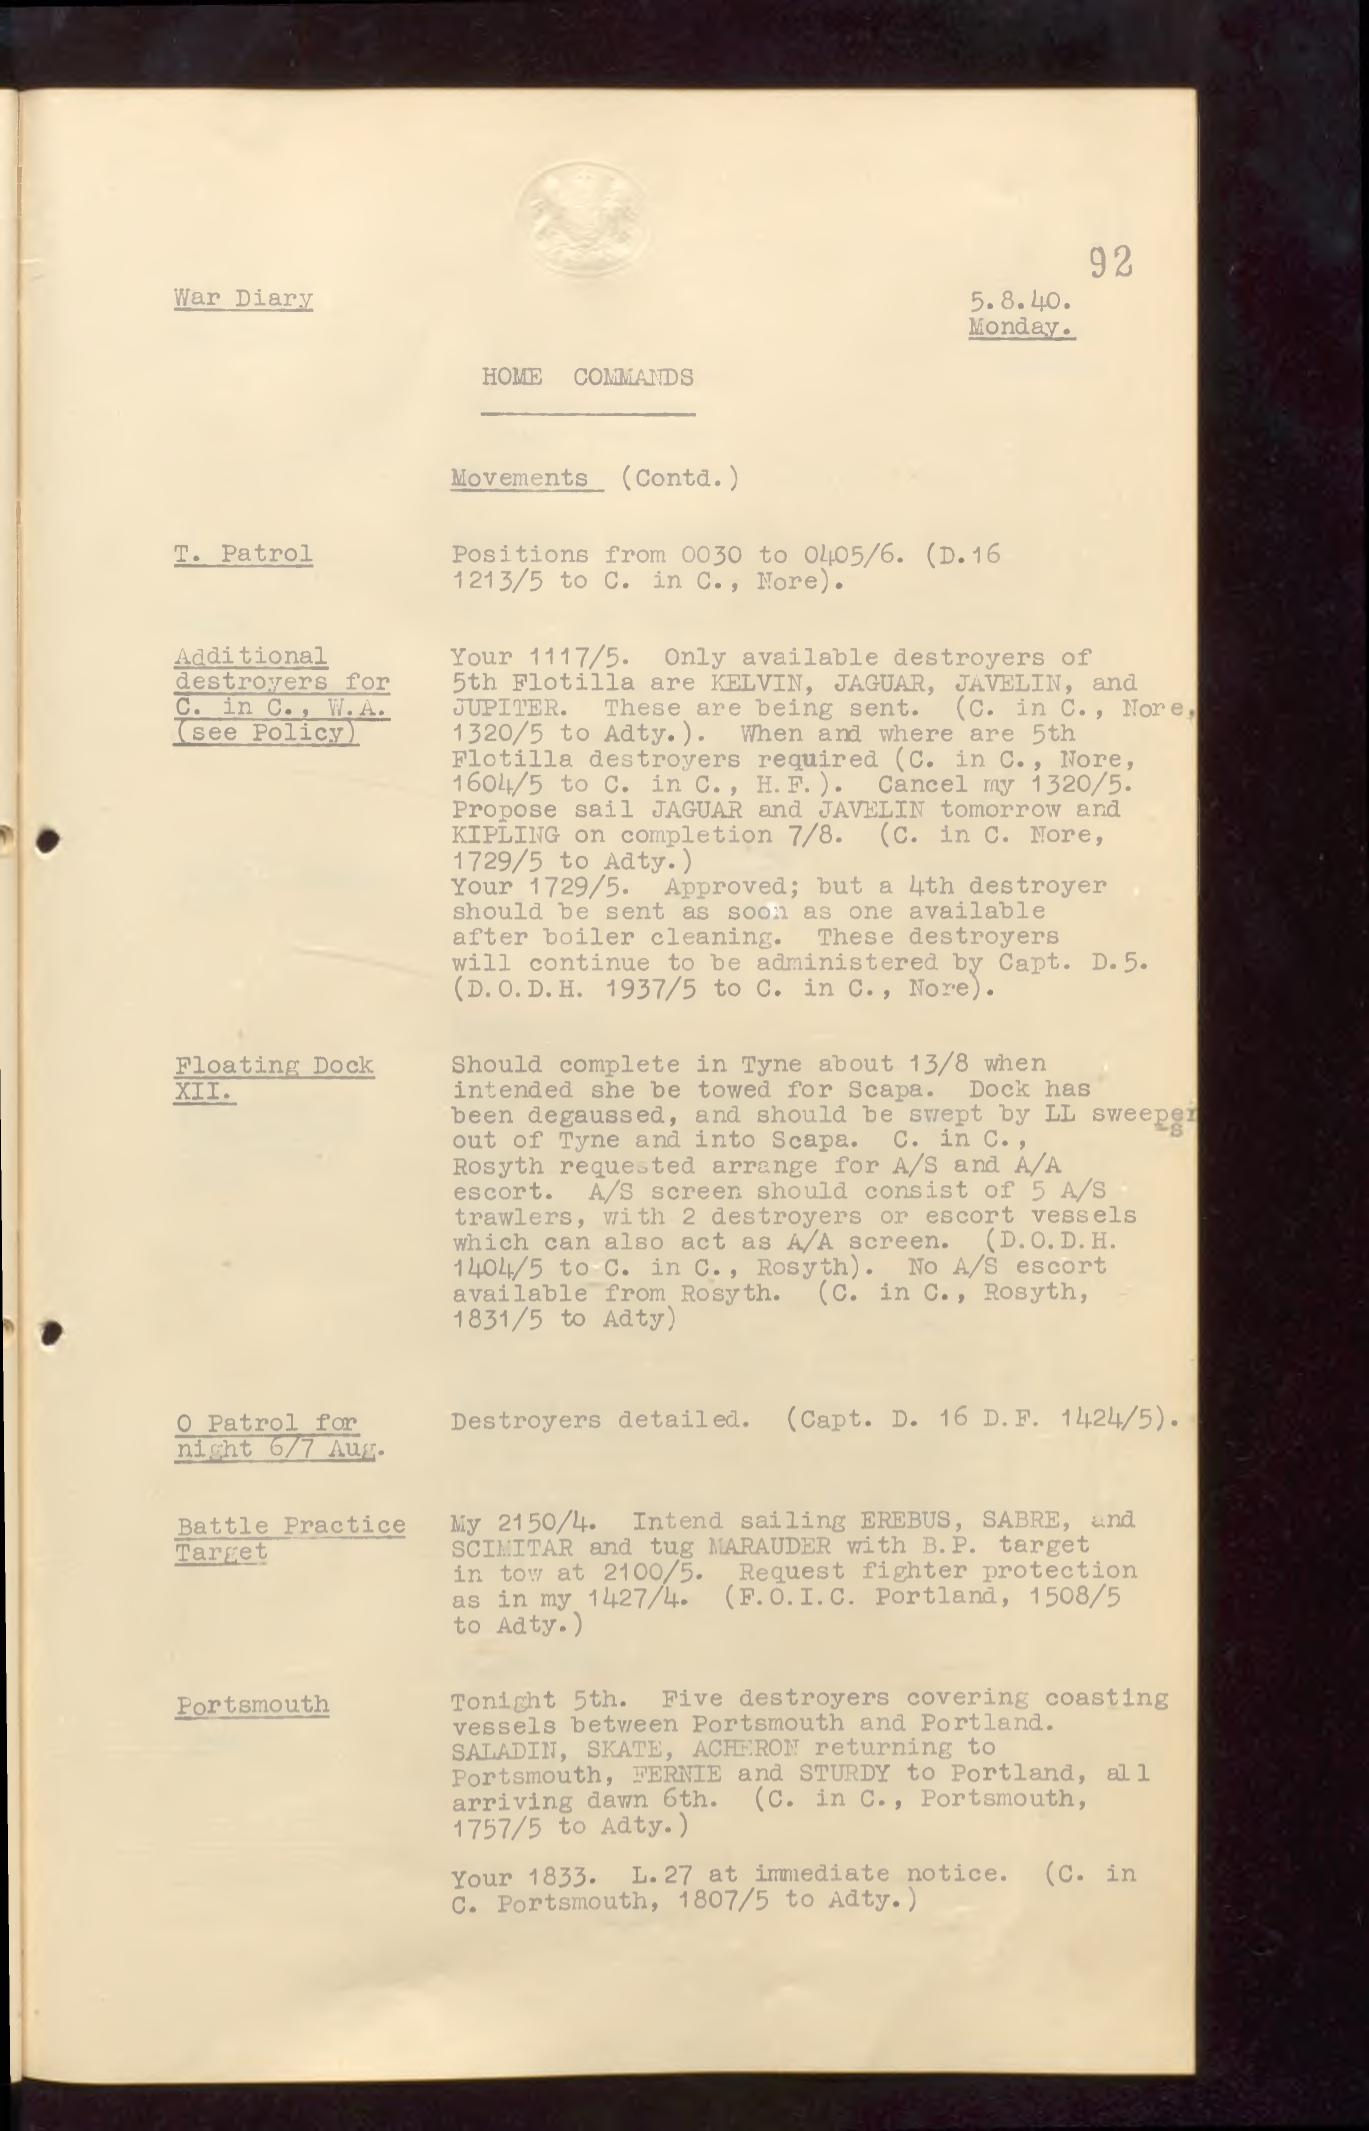 92
War Diary
5.8.40.
Monday.
HOME COMMANDS
Movements (Contd.)
T. Patrol
Positions from 0030 to 0405/6. (D.16
1213/5 to C. in C., Nore).
Additional
destroyers for
C. in C., W.A.
(see Policy)
Your 1117/5. Only available destroyers of
5th Flotilla are KELVIN, JAGUAR, JAVELIN, and
JUPITER. These are being sent. (C. in C., Nore,
1320/5 to Adty.). When and where are 5th
Flotilla destroyers required (C. in C., Nore,
1604/5 to C. in C., H.F.). Cancel my 1320/5.
Propose sail JAGUAR and JAVELIN tomorrow and
KIPLING on completion 7/8. (C. in C. Nore,
1729/5 to Adty.)
Your 1729/5. Approved; but a 4th destroyer
should be sent as soon as one available
after boiler cleaning. These destroyers
will continue to be administered by Capt. D.5.
(D.O.D.H. 1937/5 to C. in C., Nore).
Floating Dock
XII.
Should complete in Tyne about 13/8 when
intended she be towed for Scapa. Dock has
been degaussed, and should be swept by LL sweepers
out of Tyne and into Scapa. C. in C.,
Rosyth requested arrange for A/S and A/A
escort. A/S screen should consist of 5 A/S
trawlers, with 2 destroyers or escort vessels
which can also act as A/A screen. (D.O.D.H.
1404/5 to C. in C., Rosyth). No A/S escort
available from Rosyth. (C. in C., Rosyth,
1831/5 to Adty)
O Patrol for
night 6/7 Aug.
Destroyers detailed. (Capt. D. 16 D.F. 1424/5).
Battle Practice
Target
My 2150/4. Intend sailing EREBUS, SABRE, and
SCIMITAR and tug MARAUDER with B.P. target
in tow at 2100/5. Request fighter protection
as in my 1427/4. (F.O.I.C. Portland, 1508/5
to Adty.)
Portsmouth
Tonight 5th. Five destroyers covering coasting
vessels between Portsmouth and Portland.
SALADIN, SKATE, ACHERON returning to
Portsmouth, FERNIE and STURDY to Portland, all
arriving dawn 6th. (C. in C., Portsmouth,
1757/5 to Adty.)
Your 1833. L.27 at immediate notice. (C. in
C. Portsmouth, 1807/5 to Adty.)